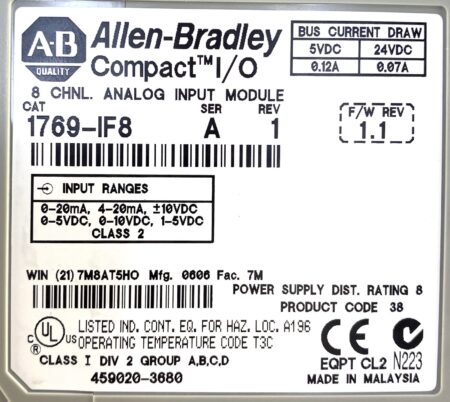 A-B
QUALITY
Allen-Bradley
Compact™ I/O
BUS CURRENT DRAW
5VDC 24VDC
0.12A 0.07A
8 CHNL. ANALOG INPUT MODULE
CAT SER REV
1769-IF8 A 1
F/W REV
1.1
INPUT RANGES
0-20mA, 4-20mA, ±10VDC
0-5VDC, 0-10VDC, 1-5VDC
CLASS 2
WIN (21) 7M8AT5HO Mfg. 0606 Fac. 7M
POWER SUPPLY DIST. RATING 8
PRODUCT CODE 38
C UL US LISTED IND. CONT. EQ. FOR HAZ. LOC. A196
OPERATING TEMPERATURE CODE T3C
CLASS I DIV 2 GROUP A,B,C,D
459020-3680
CE
EQPT CL2 N223
MADE IN MALAYSIA